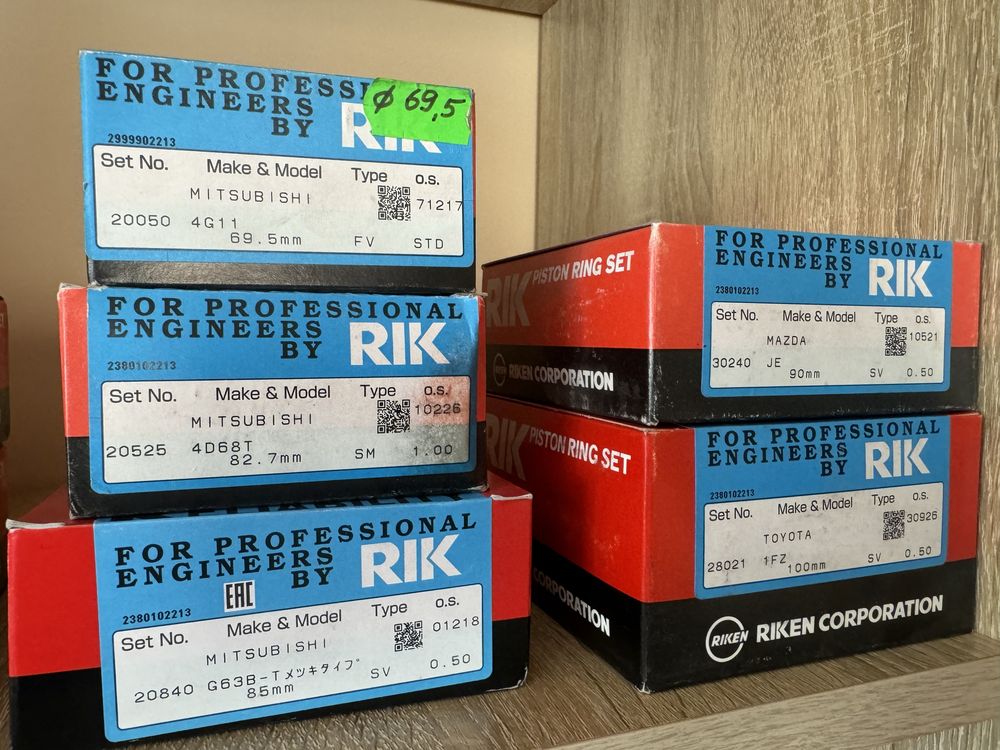 FOR PROFESSI
ENGINEERS
BY
ø 69,5
2999902213
Set No. Make & Model Type o.s.
MITSUBISHI 71217
20050 4G11
69.5mm FV STD
FOR PROFESSIONAL
ENGINEERS
BY RIK
2380102213
Set No. Make & Model Type o.s.
MITSUBISHI 10226
20525 4D68T
82.7mm SM 1.00
FOR PROFESSIONAL
ENGINEERS
BY RIK
EAC
2380102213
Set No. Make & Model Type o.s.
MITSUBISHI 01218
20840 G63B-Tメッキタイプ SV 0.50
85mm
RIK PISTON RING SET
RIKEN RIKEN CORPORATION
FOR PROFESSIONAL
ENGINEERS
BY RIK
2380102213
Set No. Make & Model Type o.s.
MAZDA 10521
30240 JE
90mm SV 0.50
RIK PISTON RING SET
CORPORATION
FOR PROFESSIONAL
ENGINEERS
BY RIK
2380102213
Set No. Make & Model Type o.s.
TOYOTA 30926
28021 1FZ
100mm SV 0.50
RIKEN RIKEN CORPORATION